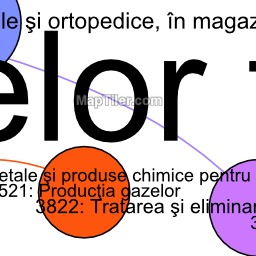 le şi ortopedice, în magaz
elor
MapTiler.com
etale şi produse chimice pentru
521: Producţia gazelor
3822: Tratarea şi eliminar